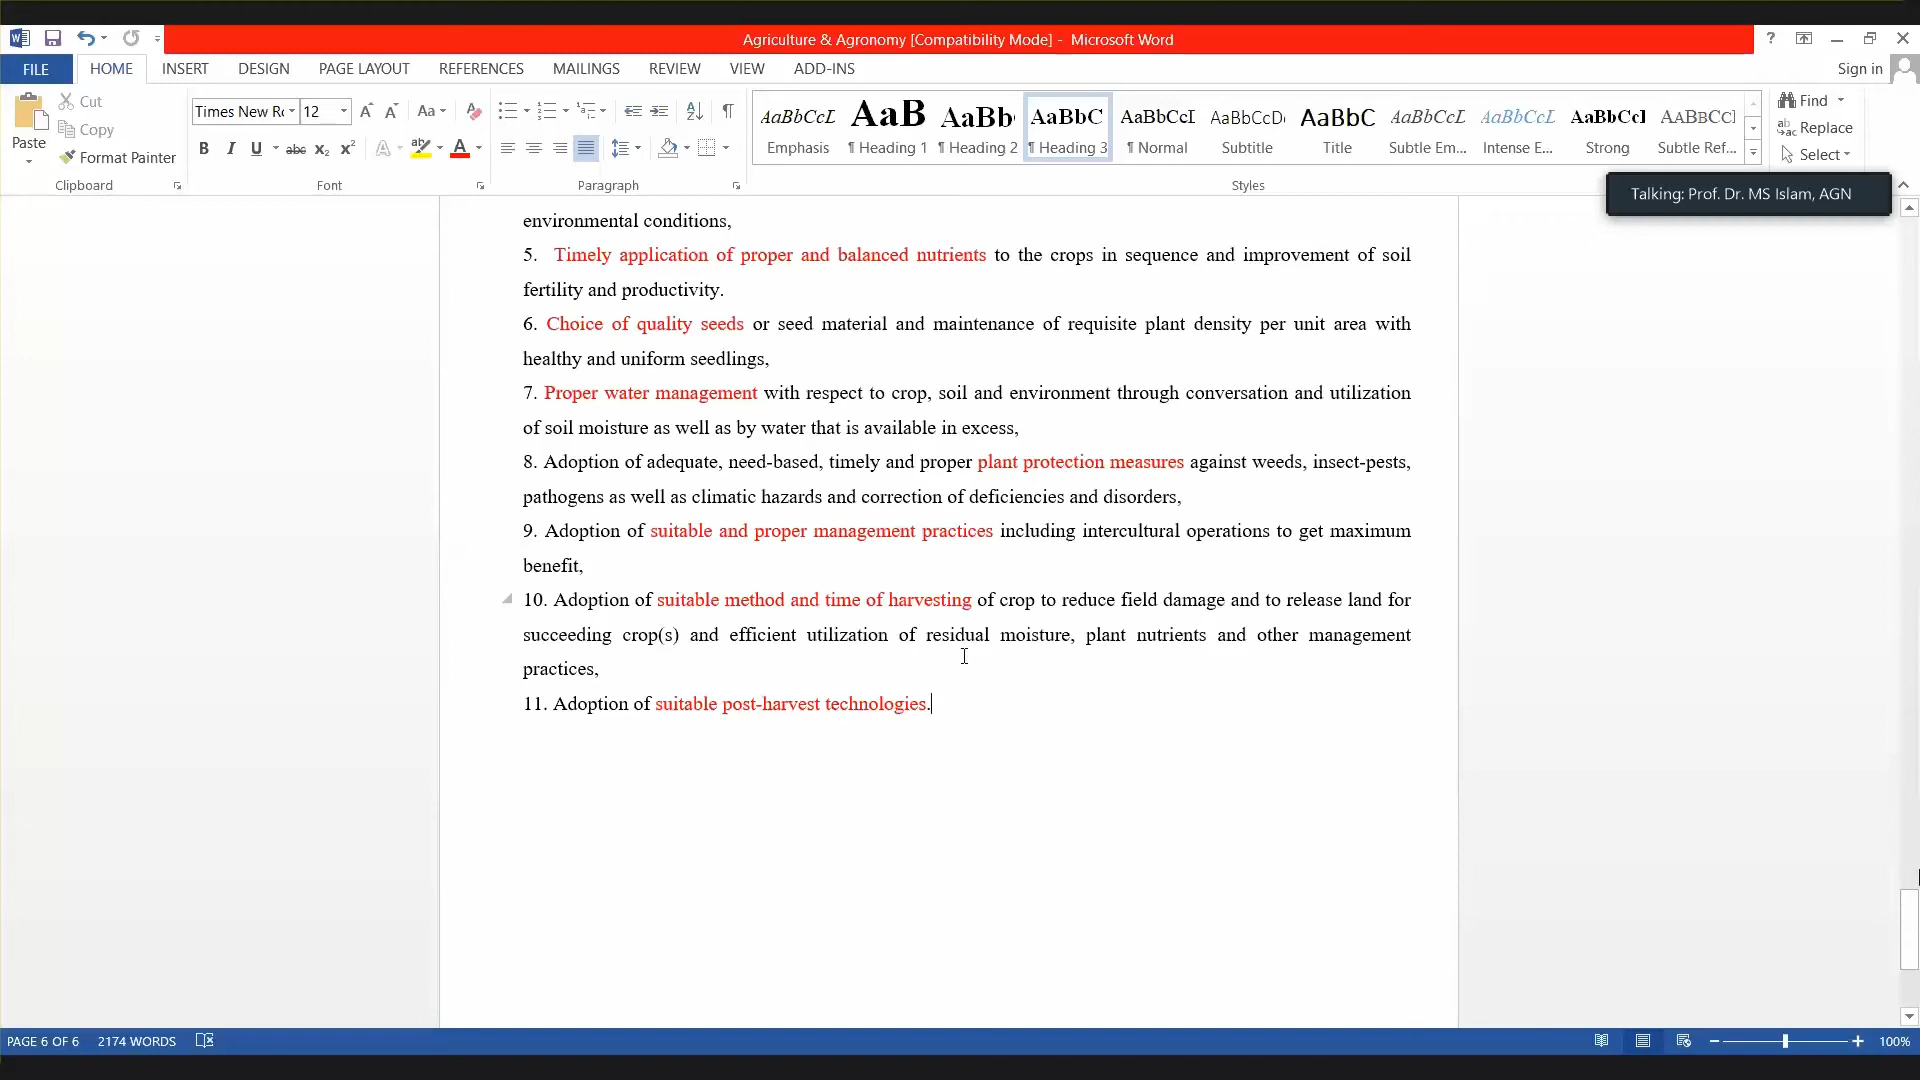 Agriculture & Agronomy [Compatibility Mode] - Microsoft Word
FILE HOME INSERT DESIGN PAGE LAYOUT REFERENCES MAILINGS REVIEW VIEW ADD-INS Sign in
Paste
Cut
Copy
Format Painter
Clipboard
Times New Rc 12
Font
Paragraph
AaBbCcL AaB AaBb( AaBbC AaBbCcI AaBbCcD AaBbC AaBbCcL AaBbCcL AaBbCcI AABBCCI
Emphasis ¶ Heading 1 ¶ Heading 2 ¶ Heading 3 ¶ Normal Subtitle Title Subtle Em... Intense E... Strong Subtle Ref...
Styles
Find
Replace
Select
Talking: Prof. Dr. MS Islam, AGN
environmental conditions,
5. Timely application of proper and balanced nutrients to the crops in sequence and improvement of soil
fertility and productivity.
6. Choice of quality seeds or seed material and maintenance of requisite plant density per unit area with
healthy and uniform seedlings,
7. Proper water management with respect to crop, soil and environment through conversation and utilization
of soil moisture as well as by water that is available in excess,
8. Adoption of adequate, need-based, timely and proper plant protection measures against weeds, insect-pests,
pathogens as well as climatic hazards and correction of deficiencies and disorders,
9. Adoption of suitable and proper management practices including intercultural operations to get maximum
benefit,
10. Adoption of suitable method and time of harvesting of crop to reduce field damage and to release land for
succeeding crop(s) and efficient utilization of residual moisture, plant nutrients and other management
practices,
11. Adoption of suitable post-harvest technologies.
PAGE 6 OF 6 2174 WORDS 100%